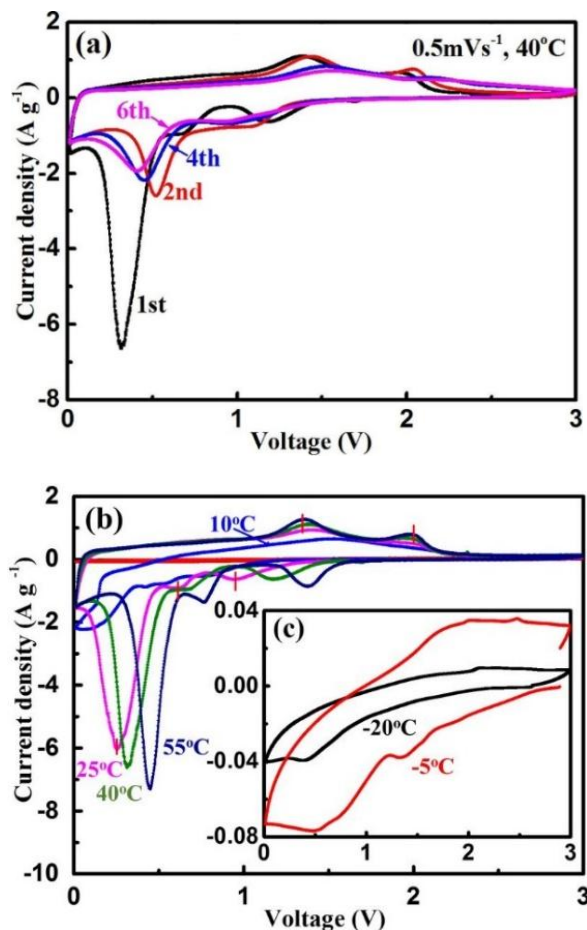 (a)
0.5mVs⁻¹, 40°C
2
0
-2
-4
-6
-8
Current density (A g⁻¹)
6th
4th
2nd
1st
0 1 2 3
Voltage (V)
(b)
10°C
2
0
-2
-4
-6
-8
-10
Current density (A g⁻¹)
25°C
40°C
55°C
(c)
0.04
0.00
-0.04
-0.08
-20°C
-5°C
0 1 2 3
0 1 2 3
Voltage (V)